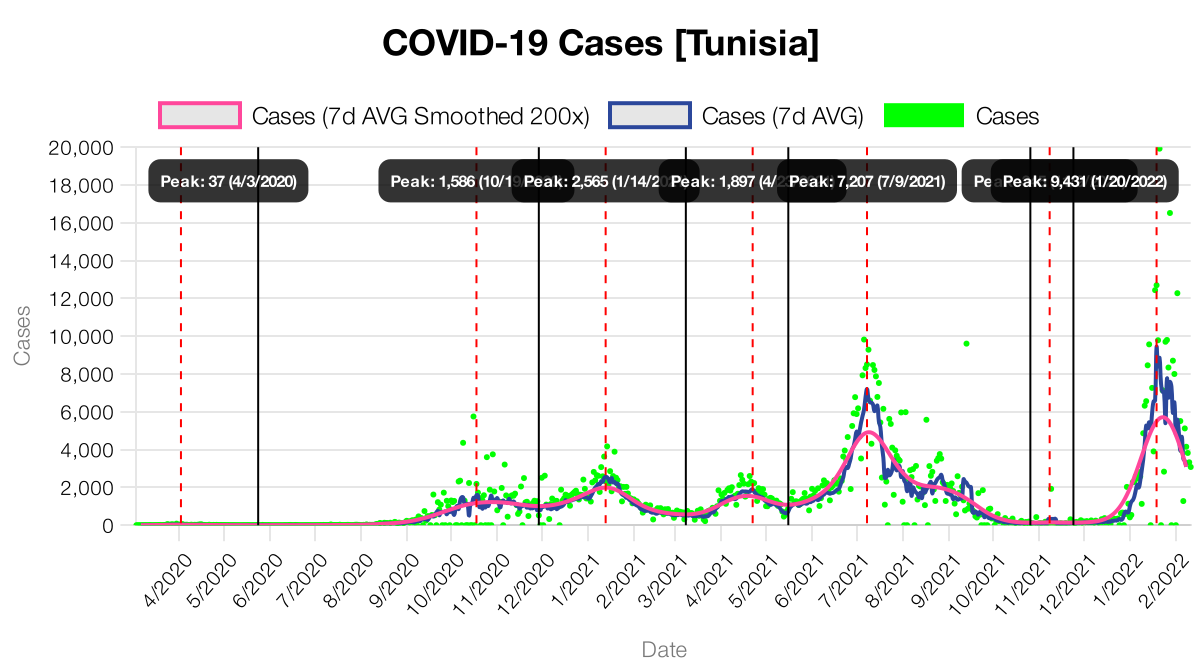 COVID-19 Cases [Tunisia]
Cases (7d AVG Smoothed 200x) Cases (7d AVG) Cases
20,000
Peak: 37 (4/3/2020) Peak: 1,586 (10/19 Peak: 2,565 (1/14/20 Peak: 1,897 (4/2 Peak: 7,207 (7/9/2021) Pe Peak: 9,431 (1/20/2022)
18,000
16,000
14,000
12,000
10,000
8,000
6,000
4,000
2,000
0
Cases
4/2020 5/2020 6/2020 7/2020 8/2020 9/2020 10/2020 11/2020 12/2020 1/2021 2/2021 3/2021 4/2021 5/2021 6/2021 7/2021 8/2021 9/2021 10/2021 11/2021 12/2021 1/2022 2/2022
Date